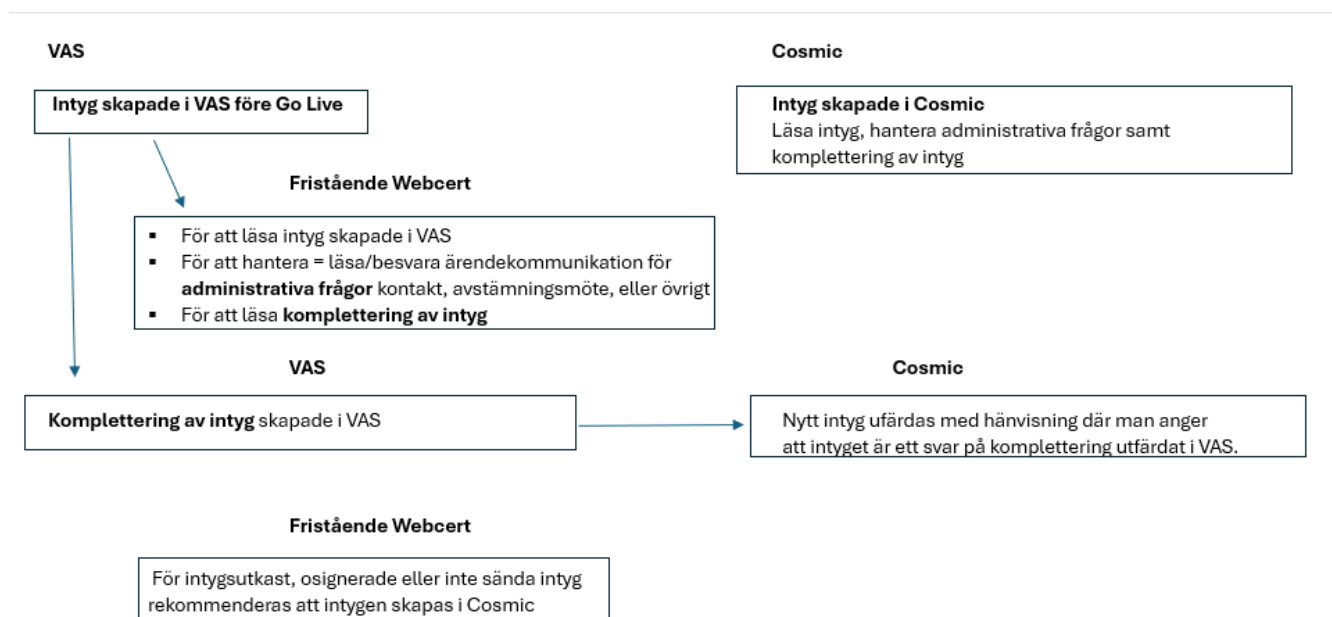 VAS
Cosmic
Intyg skapade i VAS före Go Live
Intyg skapade i Cosmic
Läsa intyg, hantera administrativa frågor samt
komplettering av intyg
Fristående Webcert
▪ För att läsa intyg skapade i VAS
▪ För att hantera = läsa/besvara ärendekommunikation för
administrativa frågor kontakt, avstämningsmöte, eller övrigt
▪ För att läsa komplettering av intyg
VAS
Cosmic
Komplettering av intyg skapade i VAS
Nytt intyg ufärdas med hänvisning där man anger
att intyget är ett svar på komplettering utfärdat i VAS.
Fristående Webcert
För intygsutkast, osignerade eller inte sända intyg
rekommenderas att intygen skapas i Cosmic